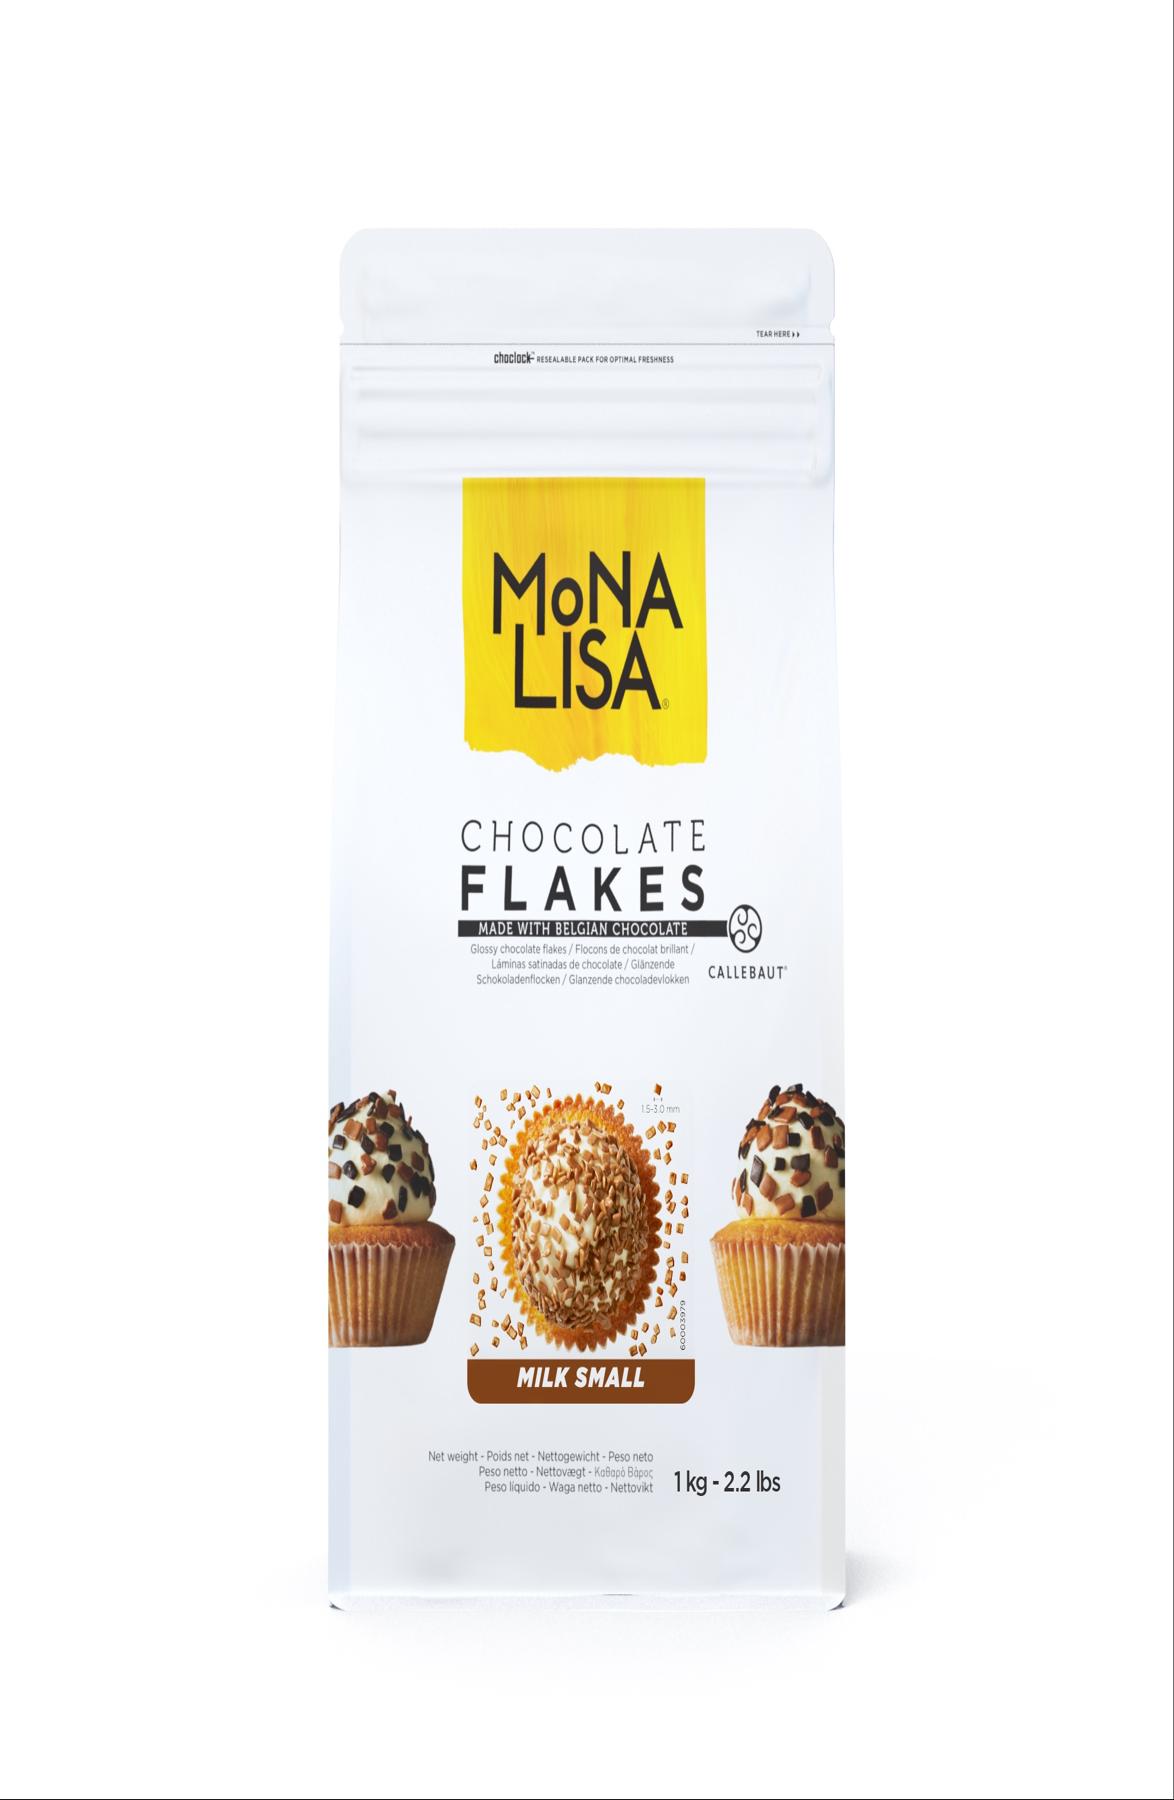 TEAR HERE
choclock™ RESEALABLE PACK FOR OPTIMAL FRESHNESS
MoNA
LISA®
CHOCOLATE
FLAKES
MADE WITH BELGIAN CHOCOLATE
Glossy chocolate flakes / Flocons de chocolat brillant /
Láminas satinadas de chocolate / Glänzende
Schokoladenflocken / Glanzende chocoladevlokken
CALLEBAUT®
1.5-3.0 mm
60003979
MILK SMALL
Net weight - Poids net - Nettogewicht - Peso neto
Peso netto - Nettovægt - Καθαρό Βάρος
Peso líquido - Waga netto - Nettovikt
1 kg - 2.2 lbs